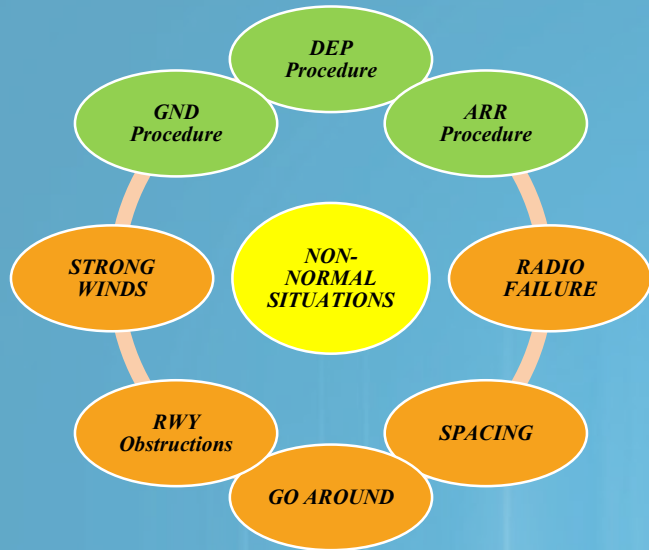 DEP
Procedure
GND
Procedure
ARR
Procedure
STRONG
WINDS
NON-
NORMAL
SITUATIONS
RADIO
FAILURE
RWY
Obstructions
SPACING
GO AROUND